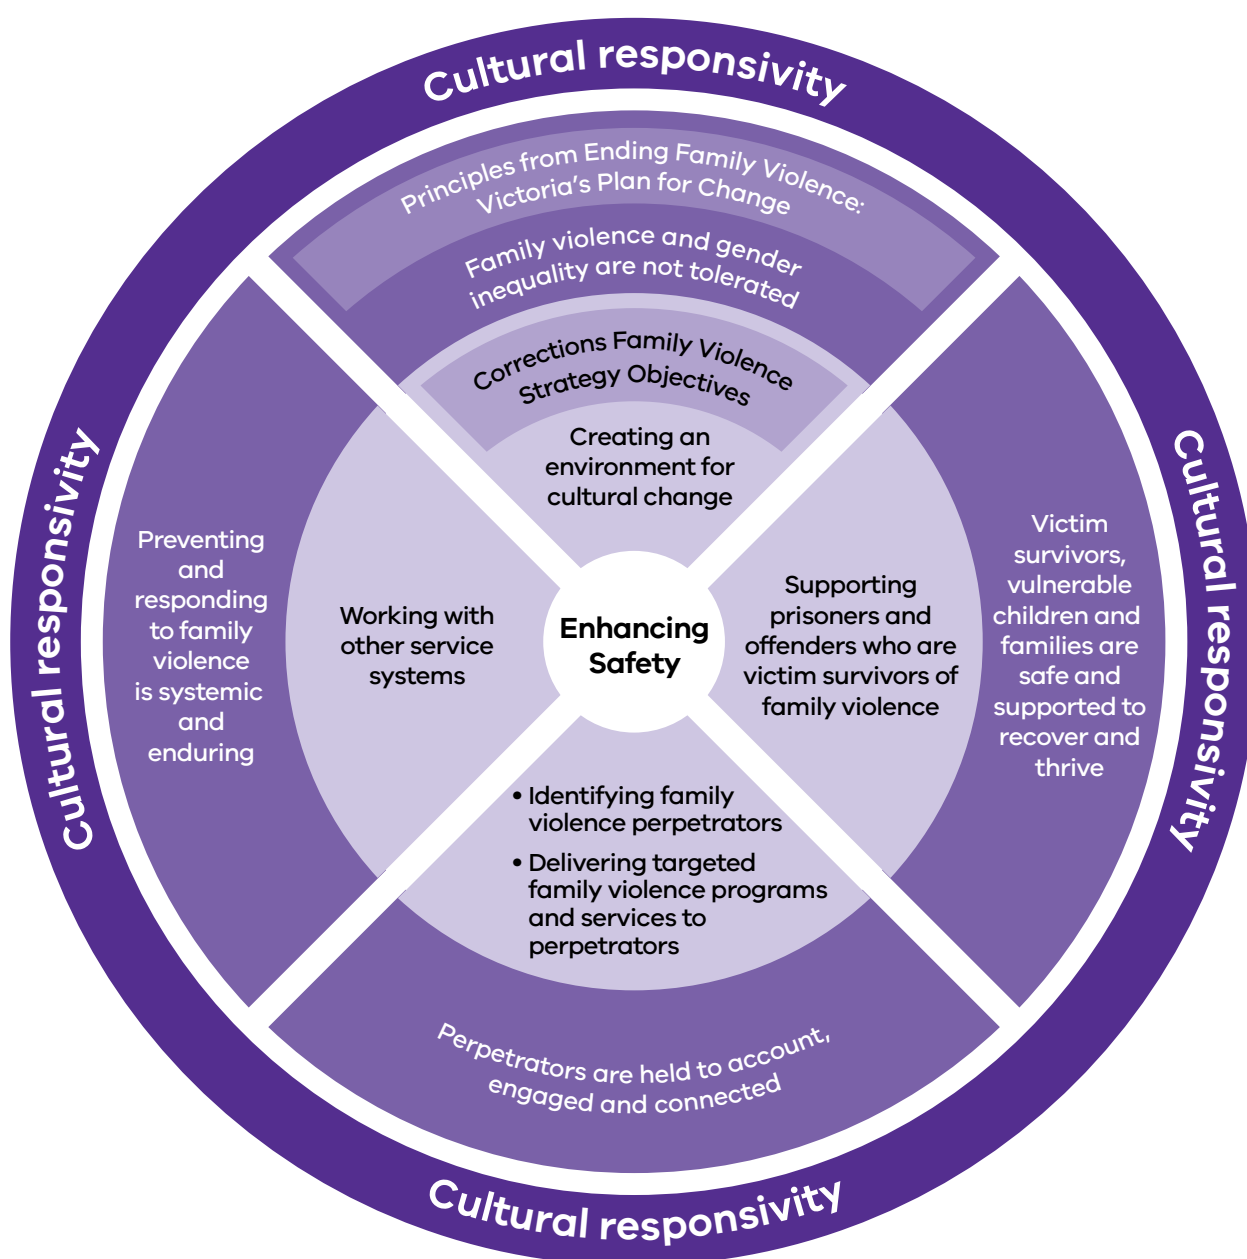 Cultural responsivity
Principles from Ending Family Violence:
Victoria's Plan for Change
Family violence and gender
inequality are not tolerated
Corrections Family Violence
Strategy Objectives
Creating an
environment for
cultural change
Cultural responsivity
Preventing
and
responding
to family
violence
is systemic
and
enduring
Working with
other service
systems
Enhancing
Safety
Supporting
prisoners and
offenders who are
victim survivors of
family violence
Victim
survivors,
vulnerable
children and
families are
safe and
supported to
recover and
thrive
Cultural responsivity
• Identifying family
violence perpetrators
• Delivering targeted
family violence programs
and services to
perpetrators
Perpetrators are held to account,
engaged and connected
Cultural responsivity